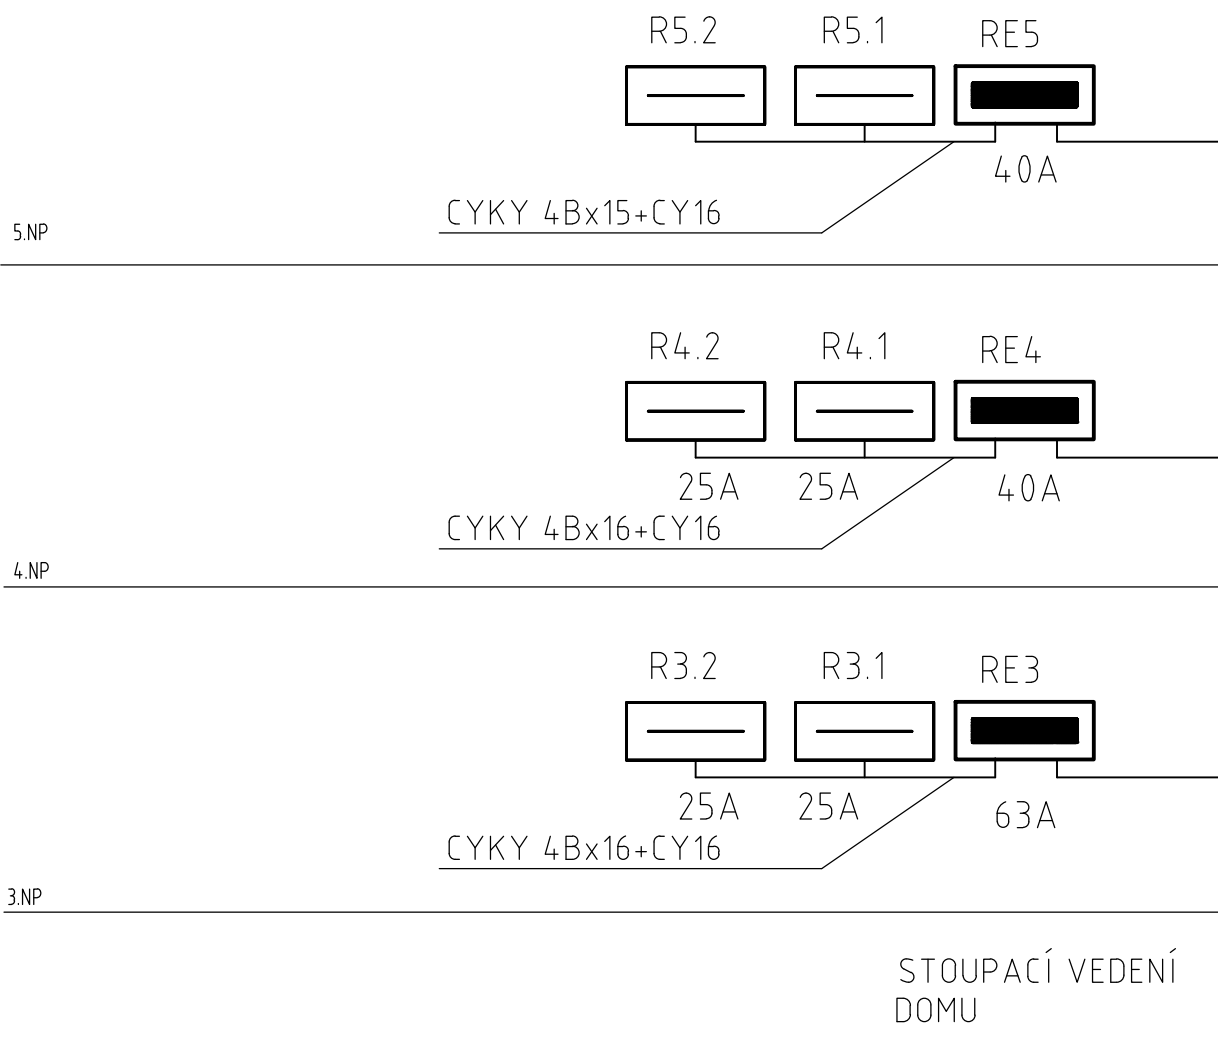 R5.2 R5.1 RE5
40A
CYKY 4Bx15+CY16
5.NP
R4.2 R4.1 RE4
25A 25A 40A
CYKY 4Bx16+CY16
4.NP
R3.2 R3.1 RE3
25A 25A 63A
CYKY 4Bx16+CY16
3.NP
STOUPACÍ VEDENÍ
DOMU